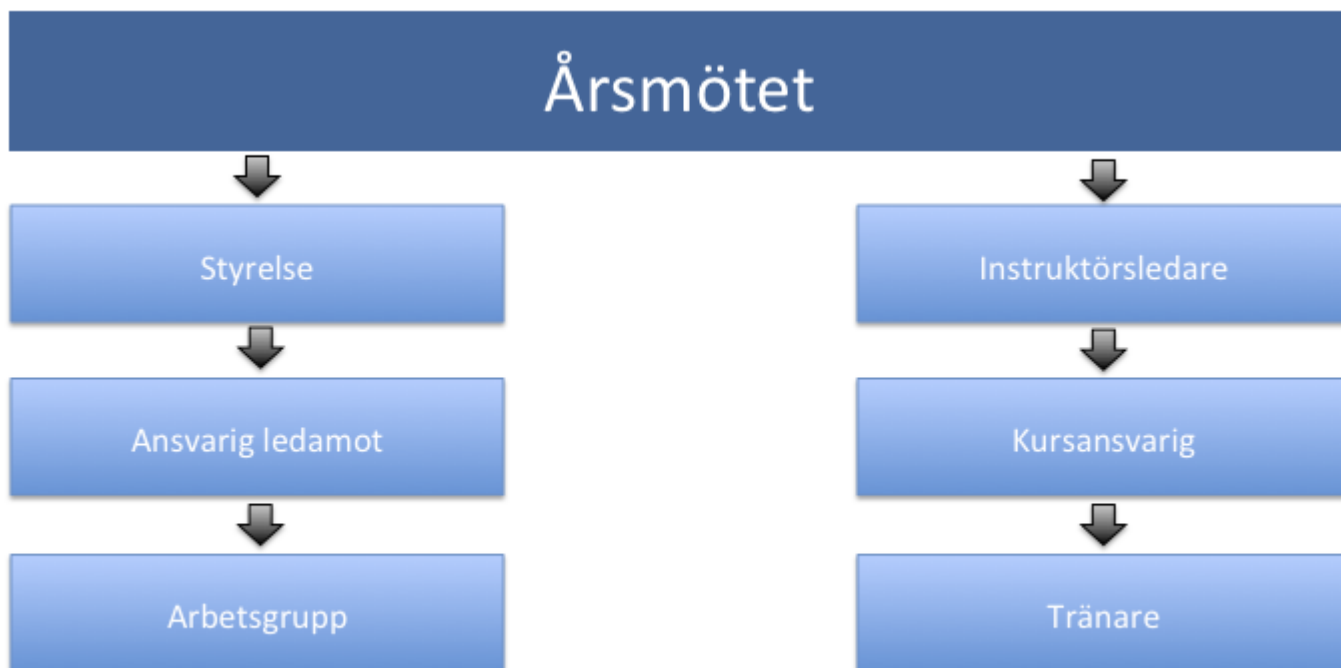 Årsmötet
Styrelse
Instruktörsledare
Ansvarig ledamot
Kursansvarig
Arbetsgrupp
Tränare